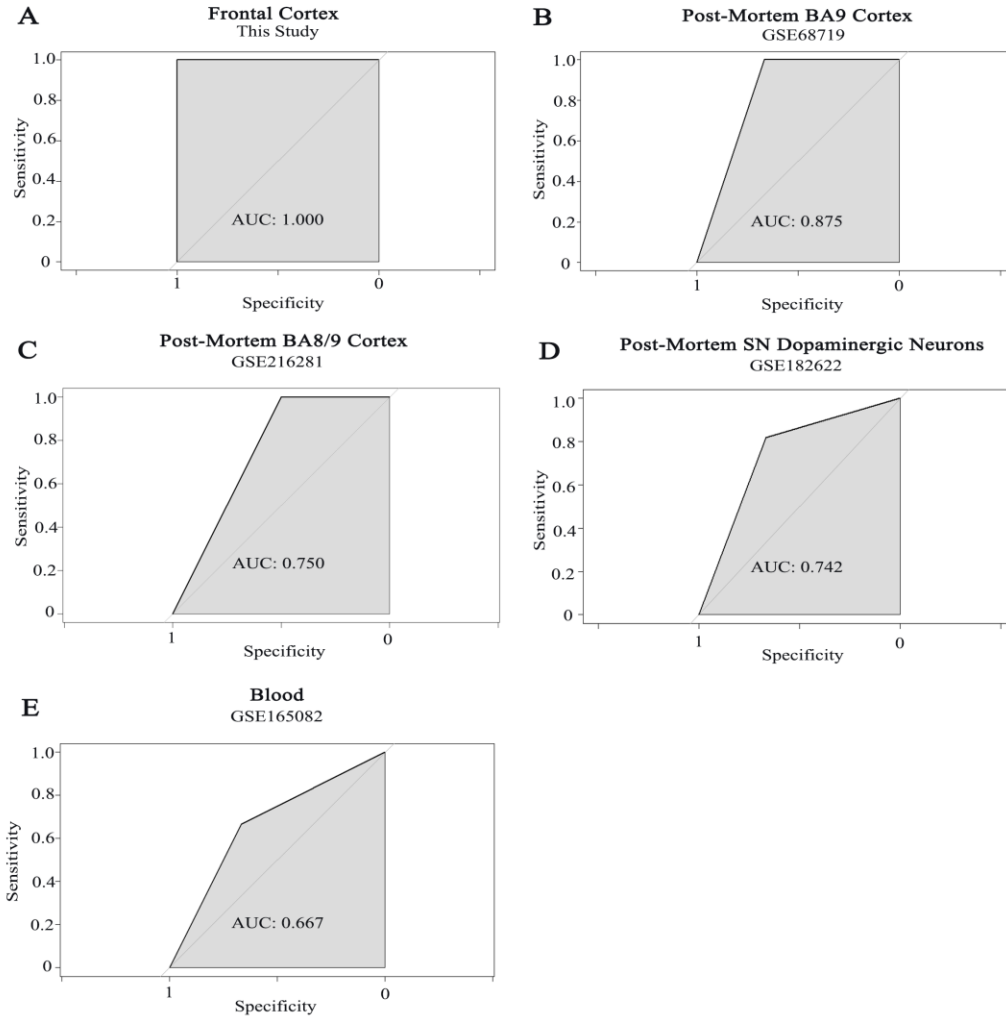 A
Frontal Cortex
This Study
1.0
0.8
0.6
0.4
0.2
0
Sensitivity
AUC: 1.000
1
0
Specificity
B
Post-Mortem BA9 Cortex
GSE68719
1.0
0.8
0.6
0.4
0.2
0
Sensitivity
AUC: 0.875
1
0
Specificity
C
Post-Mortem BA8/9 Cortex
GSE216281
1.0
0.8
0.6
0.4
0.2
0
Sensitivity
AUC: 0.750
1
0
Specificity
D
Post-Mortem SN Dopaminergic Neurons
GSE182622
1.0
0.8
0.6
0.4
0.2
0
Sensitivity
AUC: 0.742
1
0
Specificity
E
Blood
GSE165082
1.0
0.8
0.6
0.4
0.2
0
Sensitivity
AUC: 0.667
1
0
Specificity